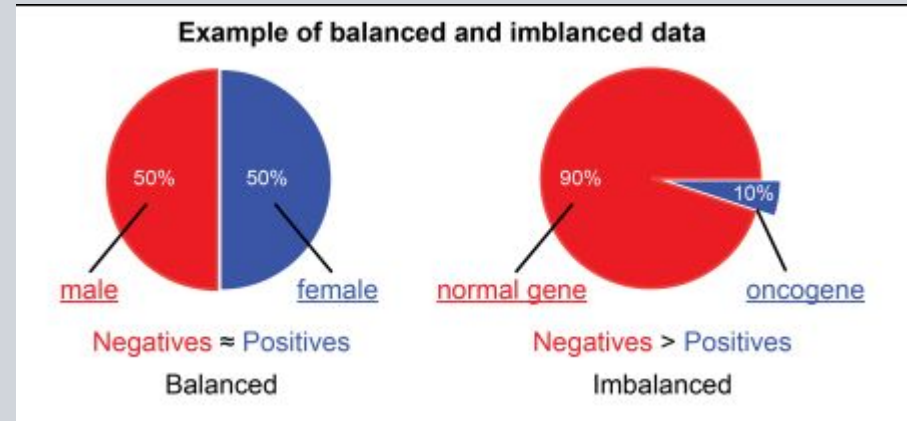 Example of balanced and imblanced data
50% 50%
90%
10%
male female
normal gene oncogene
Negatives ≈ Positives
Negatives > Positives
Balanced
Imbalanced